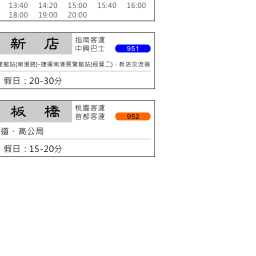 13:40 14:20 15:00 15:40 16:00
18:00 19:00 20:00
新 店 指南客運 中興巴士 951
覽館站(南港路)-捷運南港展覽館站(經貿二)、新店交流道
假日：20-30分
板 橋 桃園客運 首都客運 952
道、高公局
假日：15-20分